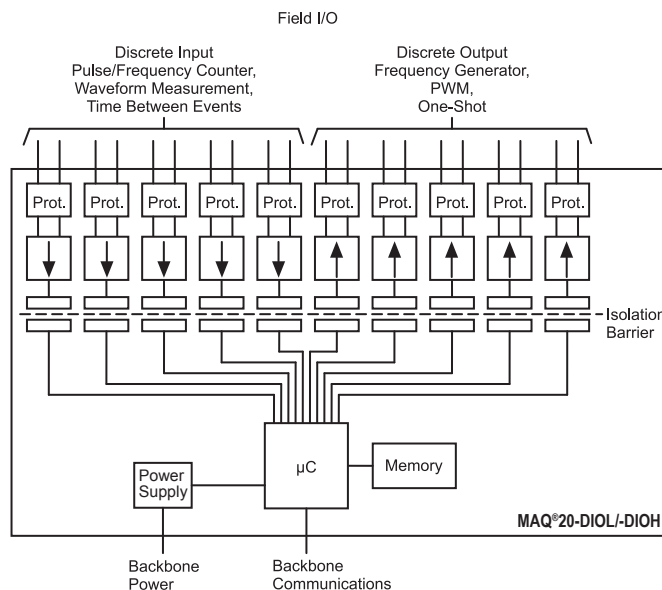 Field I/O
Discrete Input
Pulse/Frequency Counter,
Waveform Measurement,
Time Between Events
Discrete Output
Frequency Generator,
PWM,
One-Shot
Prot. Prot. Prot. Prot. Prot. Prot. Prot. Prot. Prot. Prot.
Isolation
Barrier
µC
Memory
Power
Supply
MAQ®20-DIOL/-DIOH
Backbone
Power
Backbone
Communications